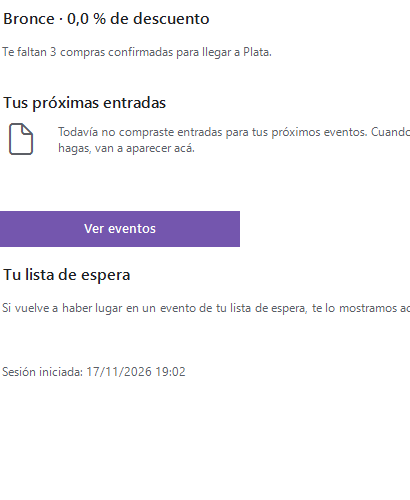 Bronce · 0,0 % de descuento
Te faltan 3 compras confirmadas para llegar a Plata.
Tus próximas entradas
Todavía no compraste entradas para tus próximos eventos. Cuando
hagas, van a aparecer acá.
Ver eventos
Tu lista de espera
Si vuelve a haber lugar en un evento de tu lista de espera, te lo mostramos
Sesión iniciada: 17/11/2026 19:02